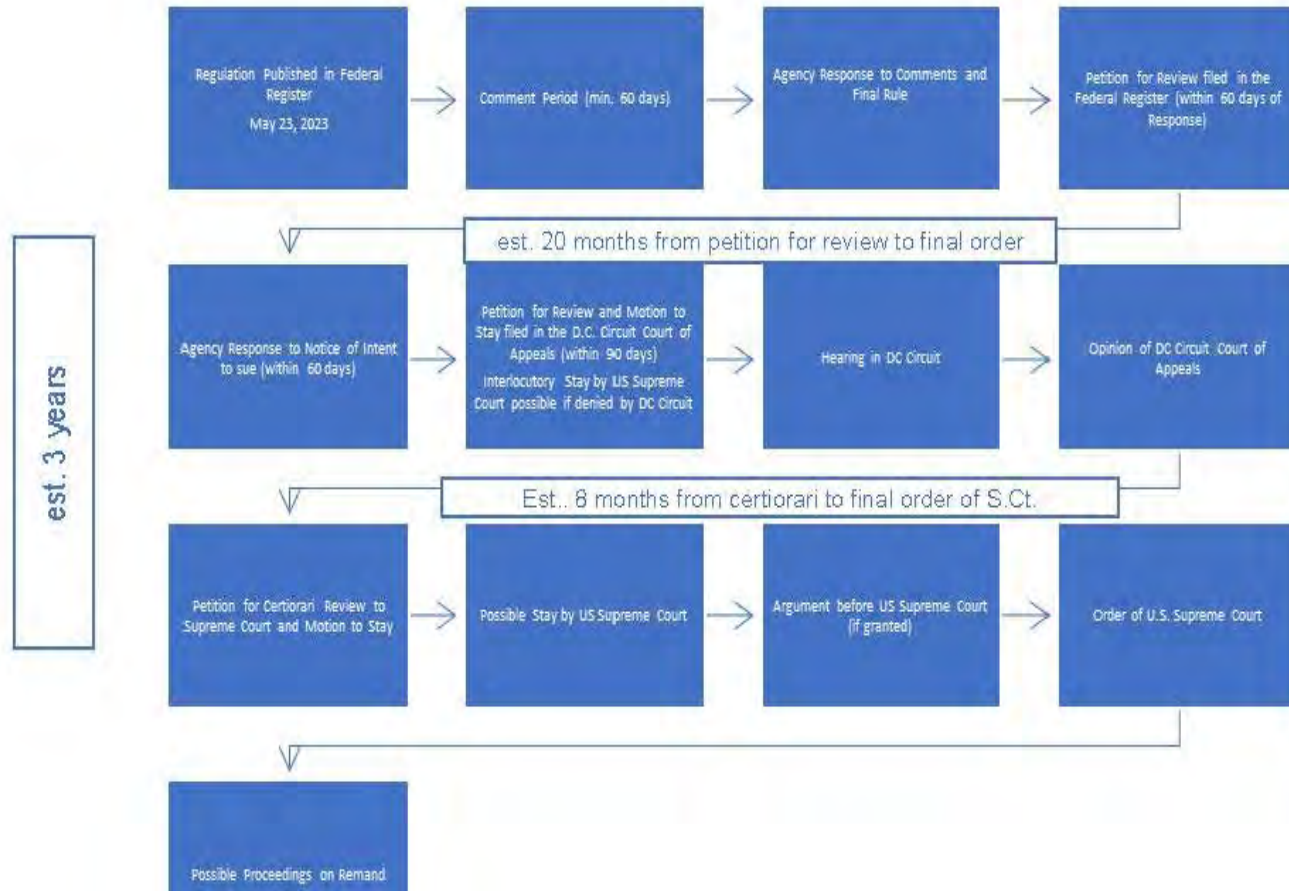 Regulation Published in Federal
Register
May 23, 2023
Comment Period (min. 60 days)
Agency Response to Comments and
Final Rule
Petition for Review filed in the
Federal Register (within 60 days of
Response)
est. 20 months from petition for review to final order
est. 3 years
Agency Response to Notice of Intent
to sue (within 60 days)
Petition for Review and Motion to
Stay filed in the D.C. Circuit Court of
Appeals (within 90 days)
Interlocutory Stay by US Supreme
Court possible if denied by DC Circuit
Hearing in DC Circuit
Opinion of DC Circuit Court of
Appeals
Est.. 8 months from certiorari to final order of S.Ct.
Petition for Certiorari Review to
Supreme Court and Motion to Stay
Possible Stay by US Supreme Court
Argument before US Supreme Court
(if granted)
Order of U.S. Supreme Court
Possible Proceedings on Remand